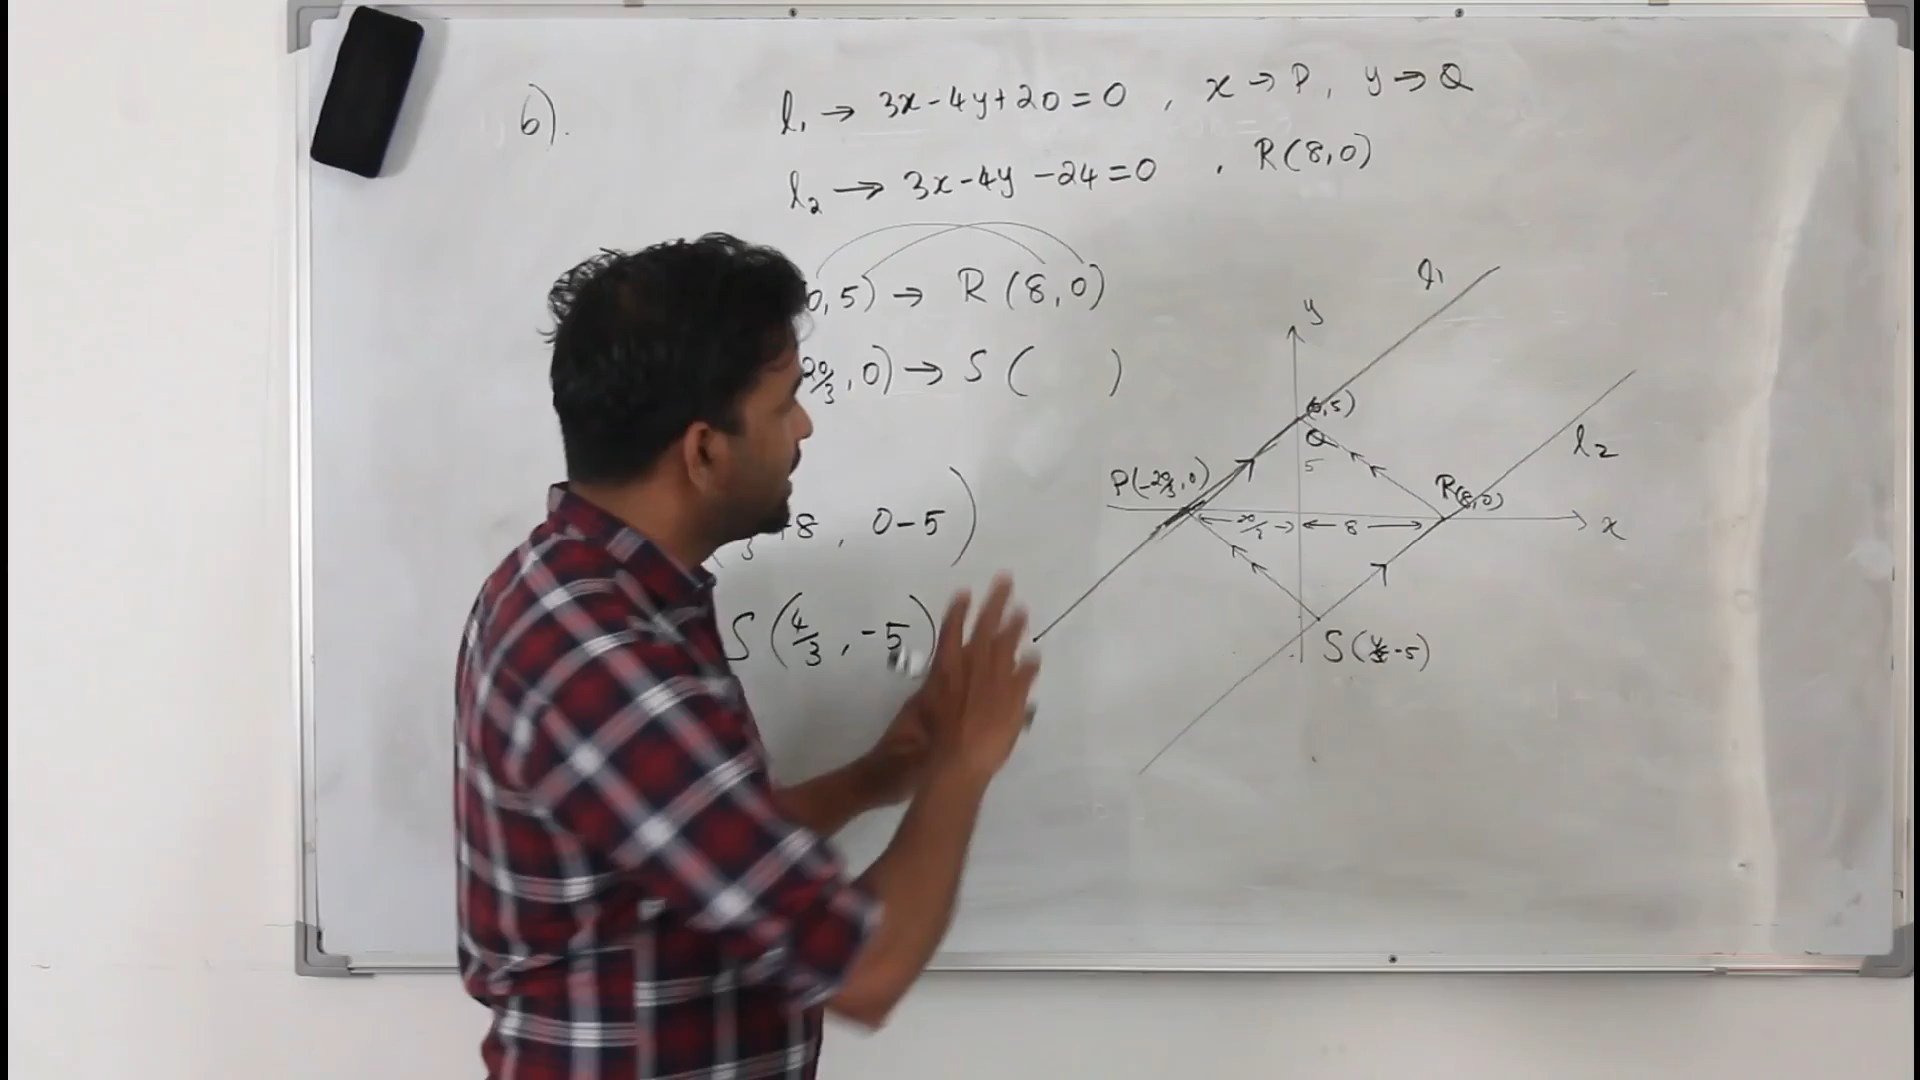 6).
l₁ → 3x-4y+20=0 , x → P, y → Q
l₂ → 3x-4y-24=0 , R(8,0)
0,5) → R(8,0)
20/3, 0) → S( )
3 +8 , 0-5)
S(4/3, -5)
l₁
y
(0,5)
Q
5
l₂
P(-20/3, 0)
R(8,0)
20/3
8
x
S( -5)